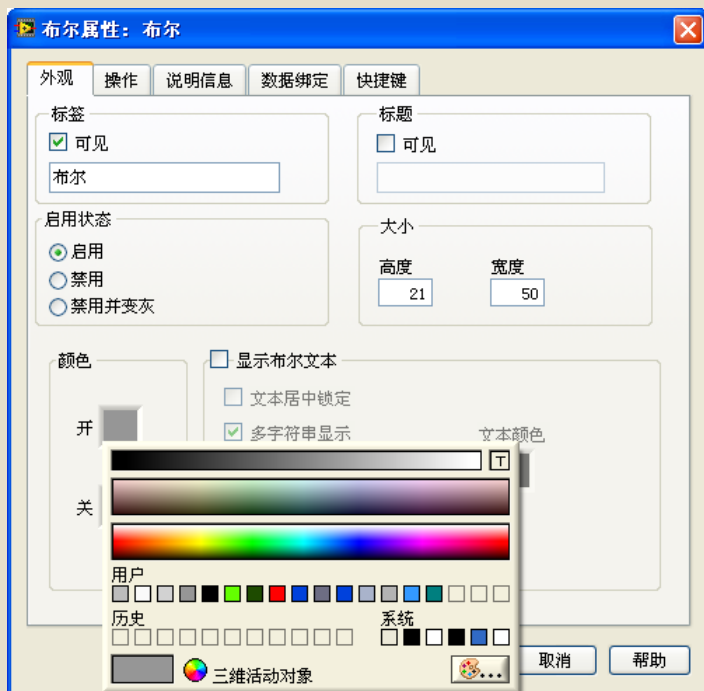 布尔属性：布尔
外观 操作 说明信息 数据绑定 快捷键
标签 标题
可见 可见
布尔
启用状态 大小
启用
高度 宽度
禁用
21 50
禁用并变灰
颜色 显示布尔文本
文本居中锁定
开 多字符串显示 文本颜色
T
关
用户
历史 系统
三维活动对象 ...
取消 帮助